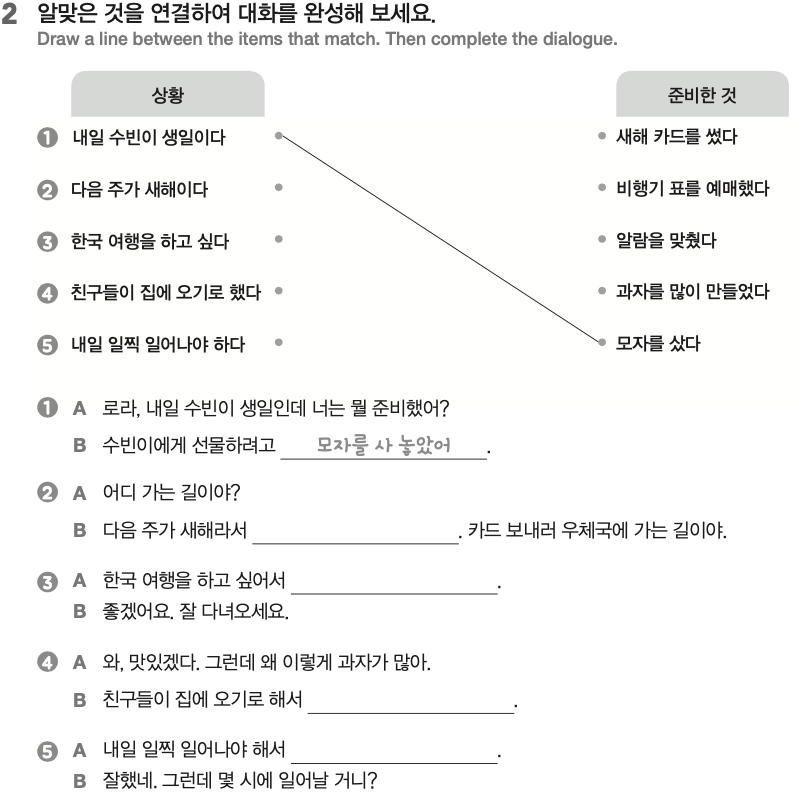 2 알맞은 것을 연결하여 대화를 완성해 보세요.
Draw a line between the items that match. Then complete the dialogue.
상황 준비한 것
1 내일 수빈이 생일이다 새해 카드를 썼다
2 다음 주가 새해이다 비행기 표를 예매했다
3 한국 여행을 하고 싶다 알람을 맞췄다
4 친구들이 집에 오기로 했다 과자를 많이 만들었다
5 내일 일찍 일어나야 하다 모자를 샀다
1 A 로라, 내일 수빈이 생일인데 너는 뭘 준비했어?
B 수빈이에게 선물하려고 모자를 사 놓았어.
2 A 어디 가는 길이야?
B 다음 주가 새해라서 . 카드 보내러 우체국에 가는 길이야.
3 A 한국 여행을 하고 싶어서 .
B 좋겠어요. 잘 다녀오세요.
4 A 와, 맛있겠다. 그런데 왜 이렇게 과자가 많아.
B 친구들이 집에 오기로 해서 .
5 A 내일 일찍 일어나야 해서 .
B 잘했네. 그런데 몇 시에 일어날 거니?